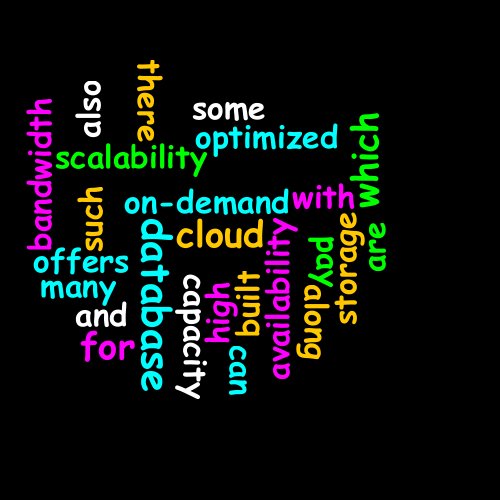 there
also
some
bandwidth
optimized
which
scalability
such
on-demand
with
database
cloud
storage
are
availability
pay
offers
many
capacity
high
built
along
and
for
can